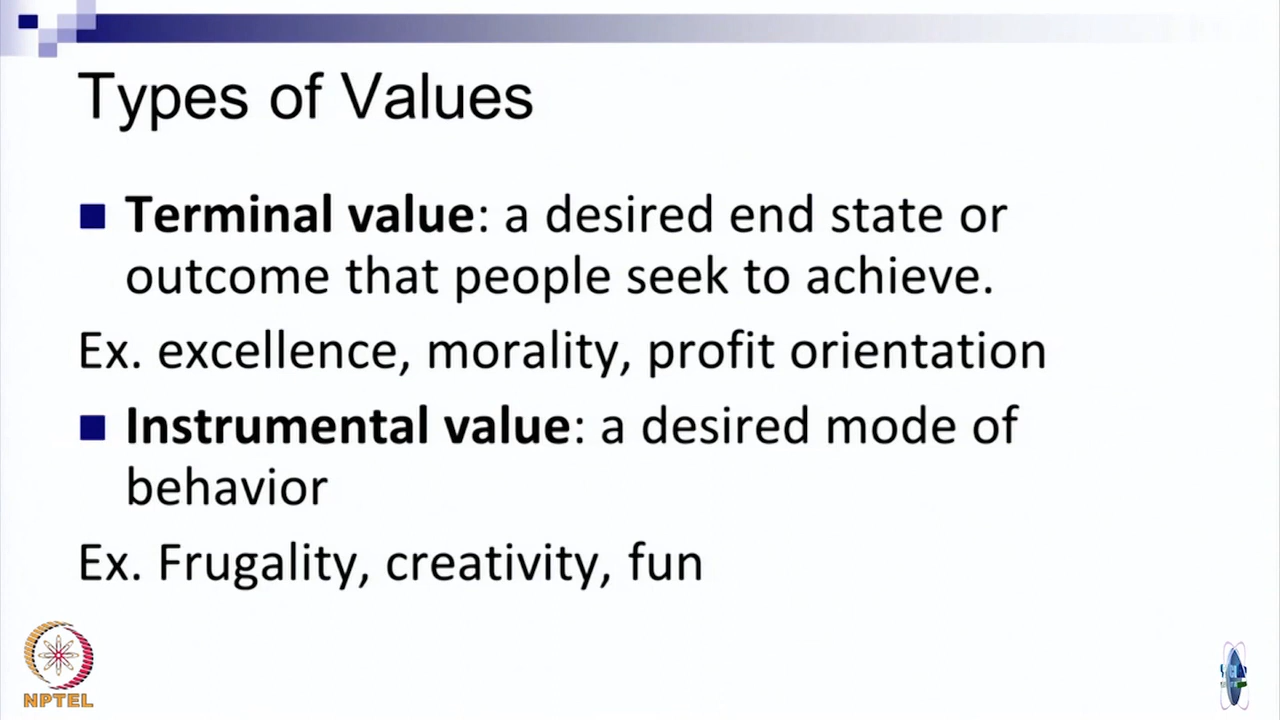 Types of Values
Terminal value: a desired end state or
outcome that people seek to achieve.
Ex. excellence, morality, profit orientation
Instrumental value: a desired mode of
behavior
Ex. Frugality, creativity, fun
NPTEL